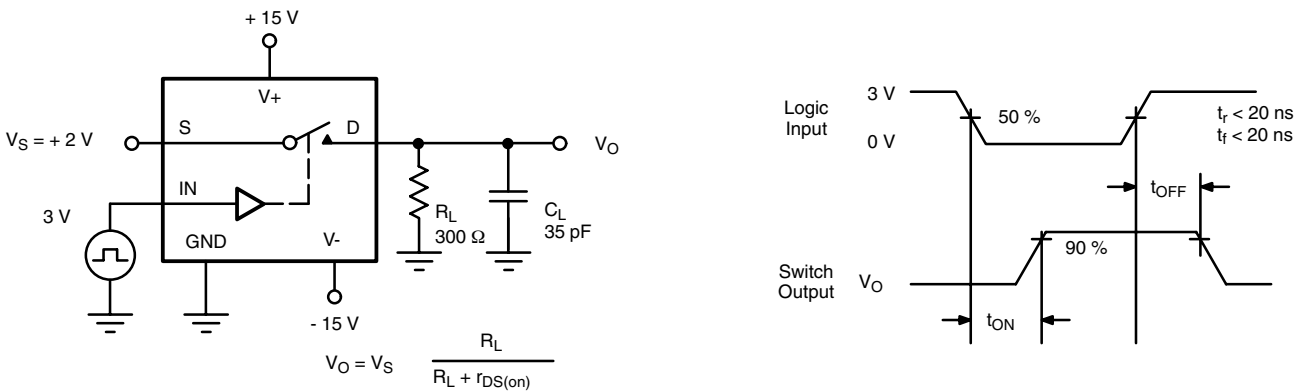 + 15 V
V+
S
D
V_S = + 2 V
V_O
IN
3 V
R_L
300 Ω
C_L
35 pF
GND
V-
- 15 V
V_O = V_S R_L / R_L + r_DS(on)
Logic
Input
3 V
0 V
50 %
t_r < 20 ns
t_f < 20 ns
t_OFF
90 %
Switch
Output
V_O
t_ON